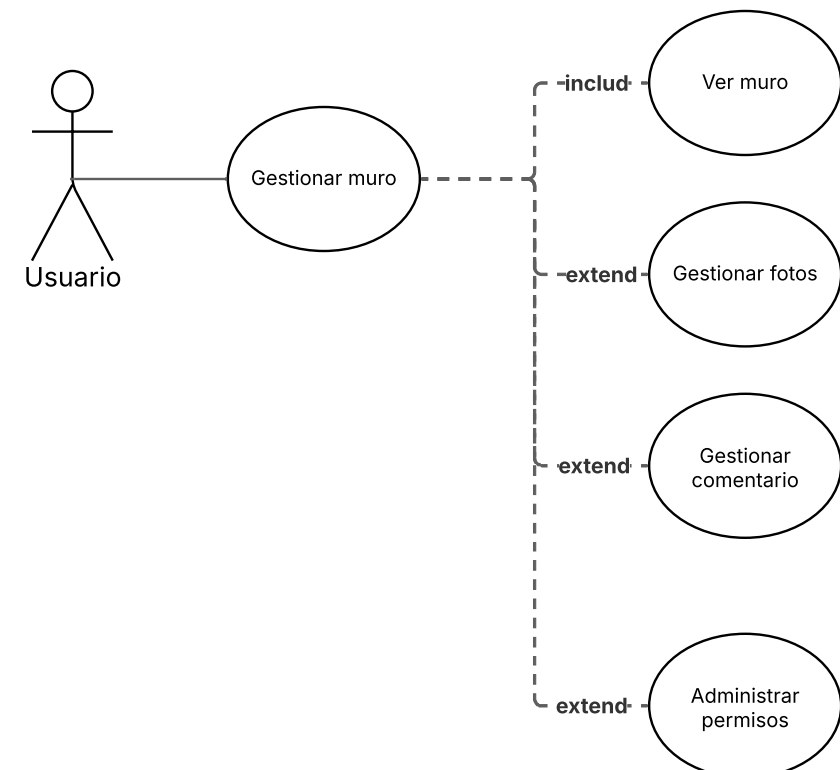 includ
Ver muro
Gestionar muro
Usuario
extend
Gestionar fotos
extend
Gestionar
comentario
extend
Administrar
permisos